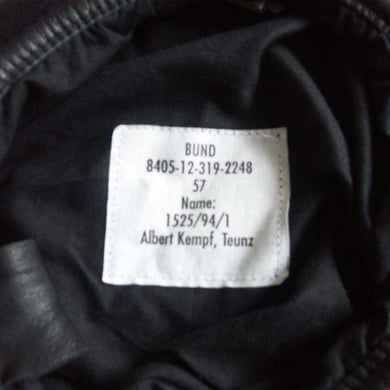 BUND
8405-12-319-2248
57
Name:
1525/94/1
Albert Kempf, Teunz